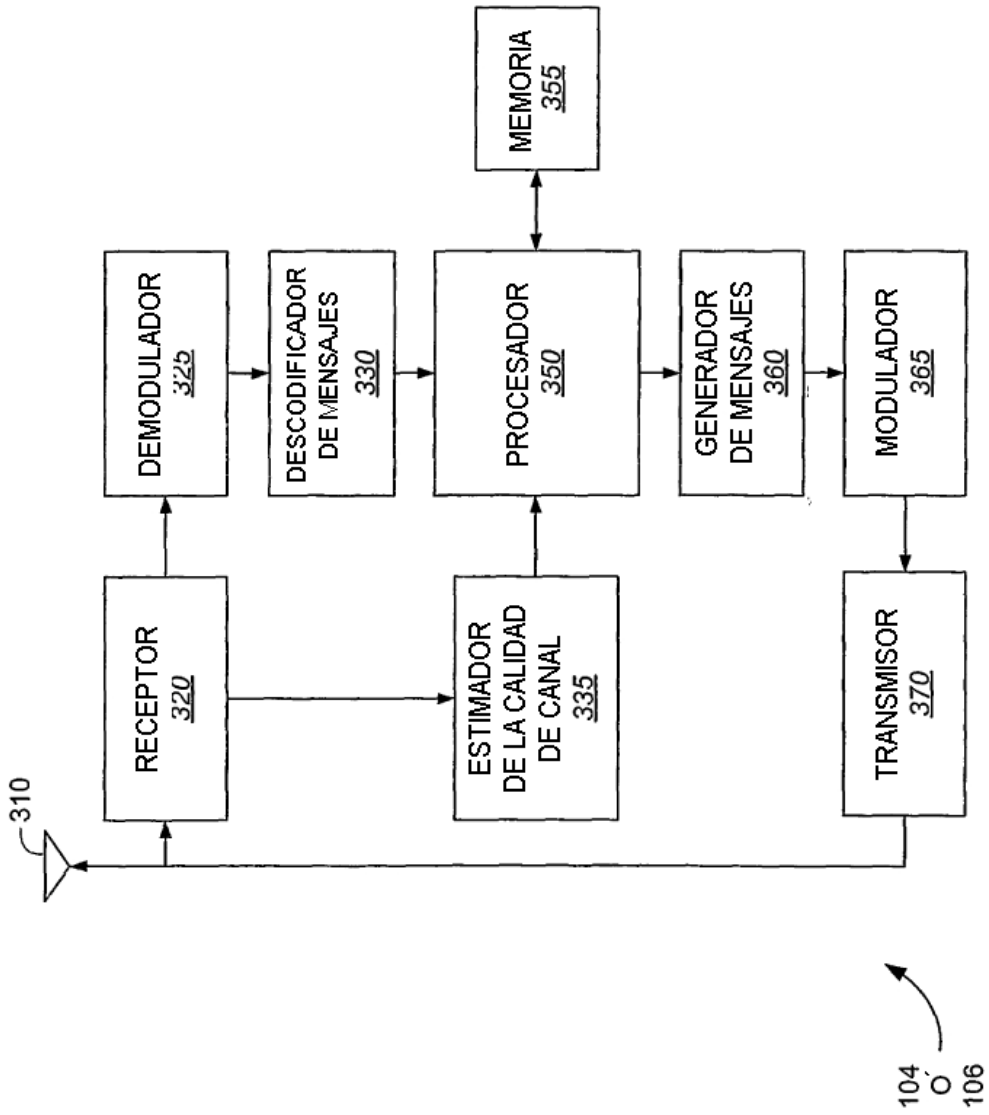 310
RECEPTOR
320
DEMODULADOR
325
DESCODIFICADOR
DE MENSAJES
330
ESTIMADOR
DE LA CALIDAD
DE CANAL
335
PROCESADOR
350
MEMORIA
355
GENERADOR
DE MENSAJES
360
TRANSMISOR
370
MODULADOR
365
104
O´
106